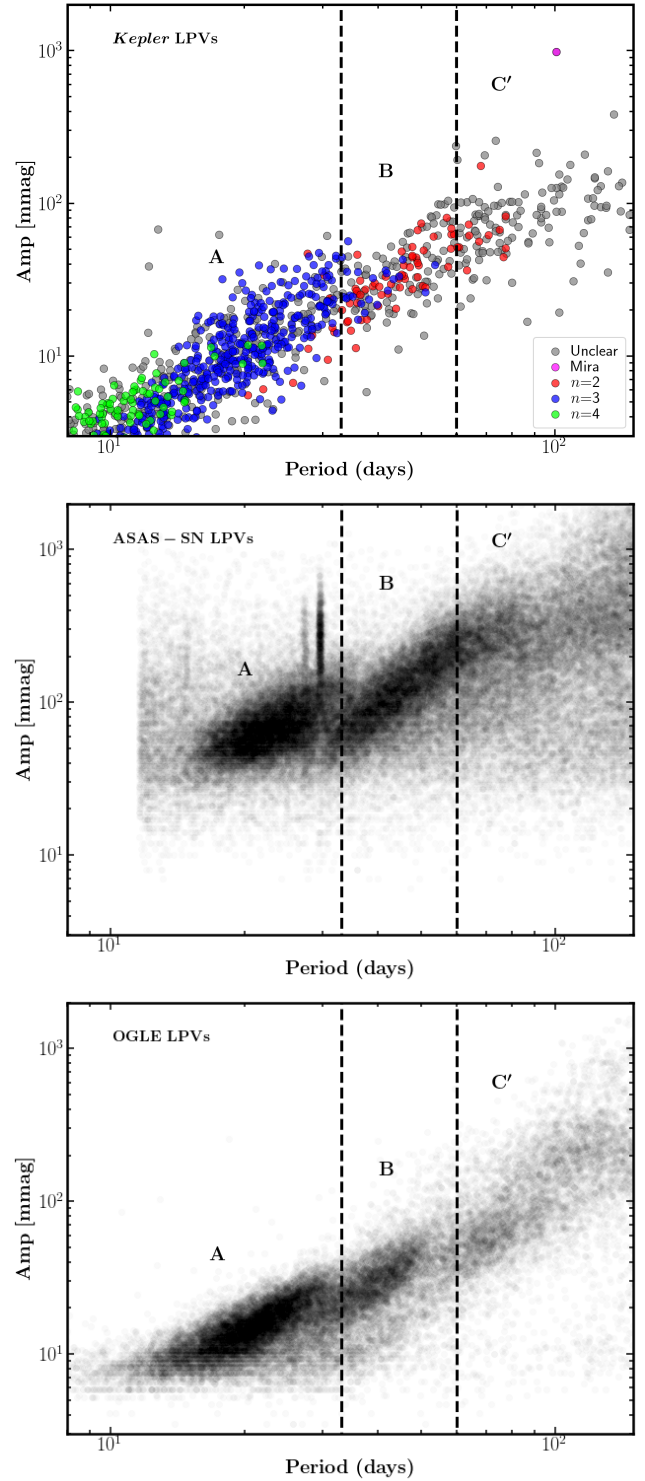 Kepler LPVs
10³
C′
B
A
10²
Amp [mmag]
10¹
Unclear
Mira
n=2
n=3
n=4
10¹
10²
Period (days)
10³
ASAS − SN LPVs
C′
B
A
10²
Amp [mmag]
10¹
10¹
10²
Period (days)
OGLE LPVs
10³
C′
B
A
10²
Amp [mmag]
10¹
10¹
10²
Period (days)